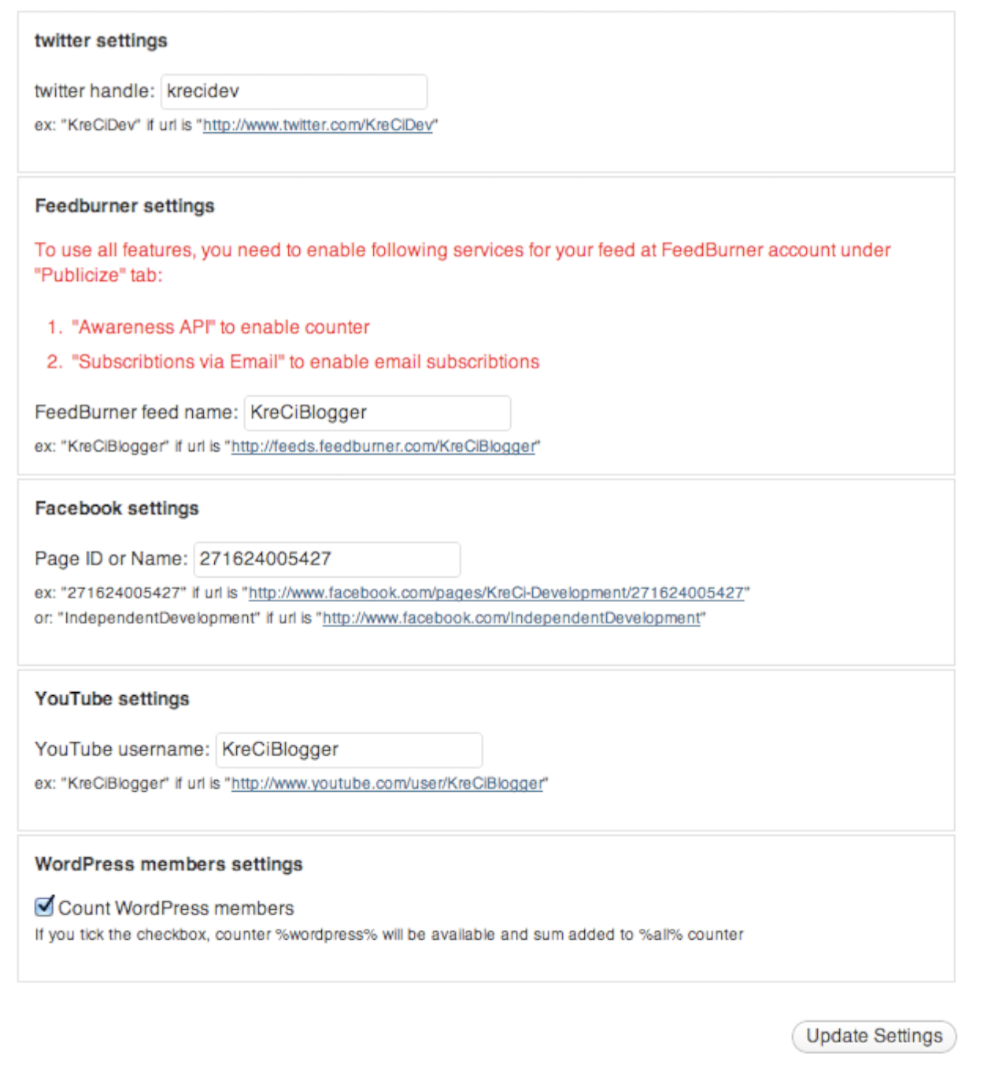 twitter settings
twitter handle: krecidev
ex: "KreCiDev" if url is "http://www.twitter.com/KreCiDev"
Feedburner settings
To use all features, you need to enable following services for your feed at FeedBurner account under
"Publicize" tab:
1. "Awareness API" to enable counter
2. "Subscribtions via Email" to enable email subscribtions
FeedBurner feed name: KreCiBlogger
ex: "KreCiBlogger" if url is "http://feeds.feedburner.com/KreCiBlogger"
Facebook settings
Page ID or Name: 271624005427
ex: "271624005427" if url is "http://www.facebook.com/pages/KreCi-Development/271624005427"
or: "IndependentDevelopment" if url is "http://www.facebook.com/IndependentDevelopment"
YouTube settings
YouTube username: KreCiBlogger
ex: "KreCiBlogger" if url is "http://www.youtube.com/user/KreCiBlogger"
WordPress members settings
Count WordPress members
If you tick the checkbox, counter %wordpress% will be available and sum added to %all% counter
Update Settings